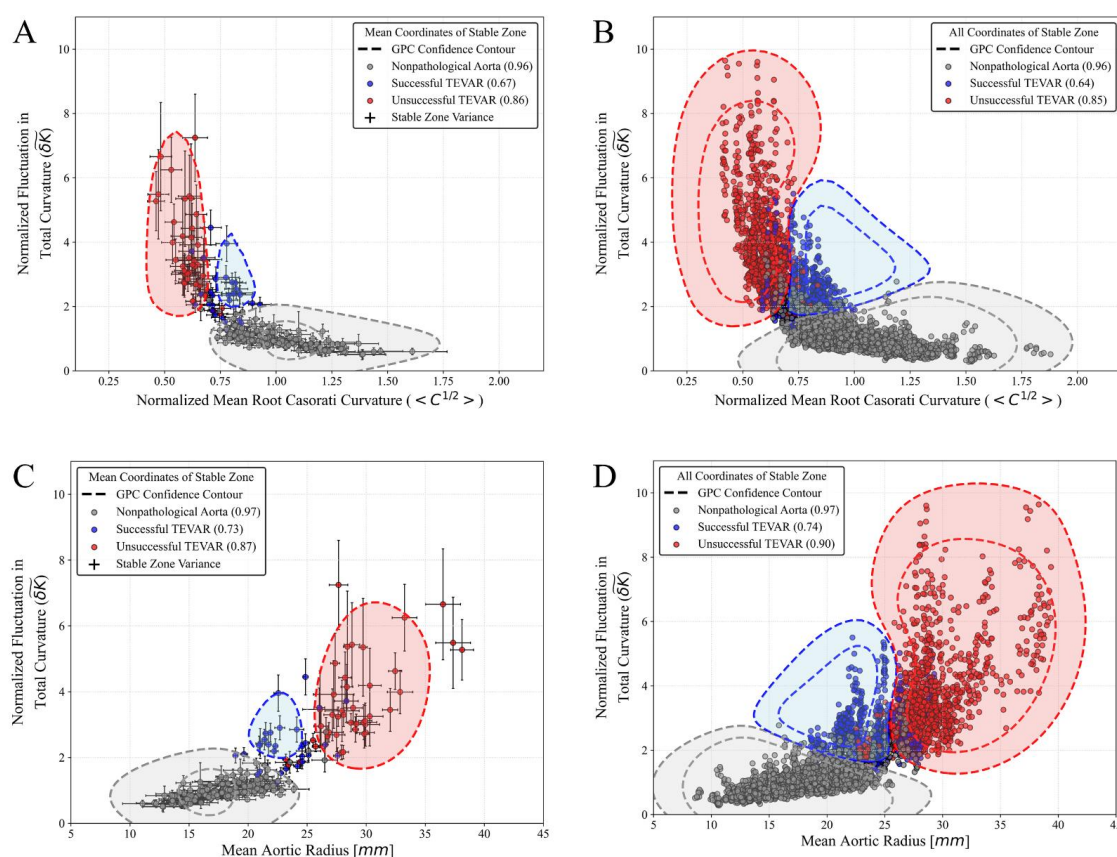 A
Normalized Fluctuation in
Total Curvature (δK̃)
10
8
6
4
2
0
Mean Coordinates of Stable Zone
GPC Confidence Contour
Nonpathological Aorta (0.96)
Successful TEVAR (0.67)
Unsuccessful TEVAR (0.86)
Stable Zone Variance
0.25 0.50 0.75 1.00 1.25 1.50 1.75 2.00
Normalized Mean Root Casorati Curvature (< C^{1/2} >)
B
Normalized Fluctuation in
Total Curvature (δK̃)
10
8
6
4
2
0
All Coordinates of Stable Zone
GPC Confidence Contour
Nonpathological Aorta (0.96)
Successful TEVAR (0.64)
Unsuccessful TEVAR (0.85)
0.25 0.50 0.75 1.00 1.25 1.50 1.75 2.00
Normalized Mean Root Casorati Curvature (< C^{1/2} >)
C
Normalized Fluctuation in
Total Curvature (δK̃)
10
8
6
4
2
0
Mean Coordinates of Stable Zone
GPC Confidence Contour
Nonpathological Aorta (0.97)
Successful TEVAR (0.73)
Unsuccessful TEVAR (0.87)
Stable Zone Variance
5 10 15 20 25 30 35 40 45
Mean Aortic Radius [mm]
D
Normalized Fluctuation in
Total Curvature (δK̃)
10
8
6
4
2
0
All Coordinates of Stable Zone
GPC Confidence Contour
Nonpathological Aorta (0.97)
Successful TEVAR (0.74)
Unsuccessful TEVAR (0.90)
5 10 15 20 25 30 35 40
Mean Aortic Radius [mm]